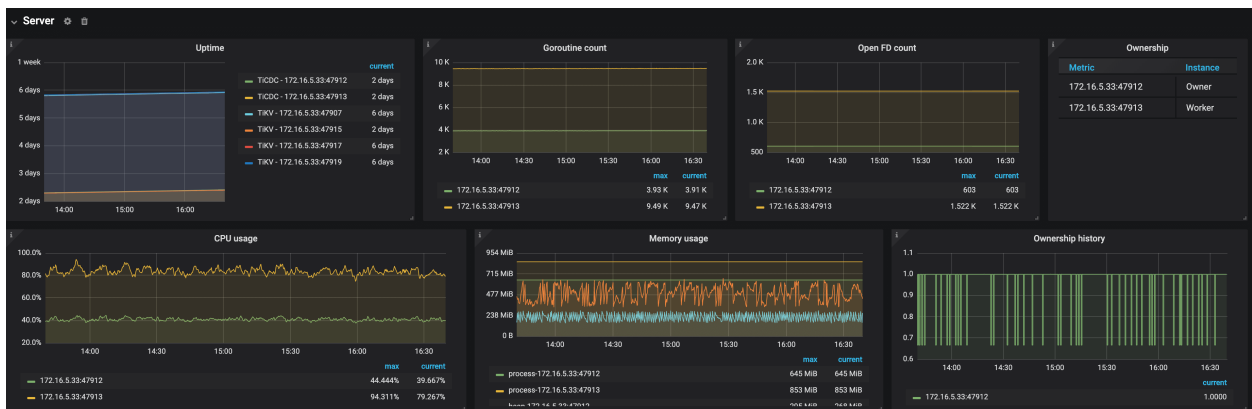 Server
Uptime
1 week
6 days
5 days
4 days
3 days
2 days
14:00 15:00 16:00
current
TiCDC - 172.16.5.33:47912 2 days
TiCDC - 172.16.5.33:47913 2 days
TiKV - 172.16.5.33:47907 6 days
TiKV - 172.16.5.33:47915 2 days
TiKV - 172.16.5.33:47917 6 days
TiKV - 172.16.5.33:47919 6 days
Goroutine count
10 K
8 K
6 K
4 K
2 K
14:00 14:30 15:00 15:30 16:00 16:30
max current
172.16.5.33:47912 3.93 K 3.91 K
172.16.5.33:47913 9.49 K 9.47 K
Open FD count
2.0 K
1.5 K
1.0 K
500
14:00 14:30 15:00 15:30 16:00 16:30
max current
172.16.5.33:47912 603 603
172.16.5.33:47913 1.522 K 1.522 K
Ownership
Metric Instance
172.16.5.33:47912 Owner
172.16.5.33:47913 Worker
CPU usage
100.0%
80.0%
60.0%
40.0%
20.0%
14:00 14:30 15:00 15:30 16:00 16:30
max current
172.16.5.33:47912 44.444% 39.667%
172.16.5.33:47913 94.311% 79.267%
Memory usage
954 MiB
715 MiB
477 MiB
238 MiB
0 B
14:00 14:30 15:00 15:30 16:00 16:30
max current
process-172.16.5.33:47912 645 MiB 645 MiB
process-172.16.5.33:47913 853 MiB 853 MiB
heap-172.16.5.33:47912 295 MiB 268 MiB
Ownership history
1.1
1.0
0.9
0.8
0.7
0.6
14:00 14:30 15:00 15:30 16:00 16:30
current
172.16.5.33:47912 1.0000